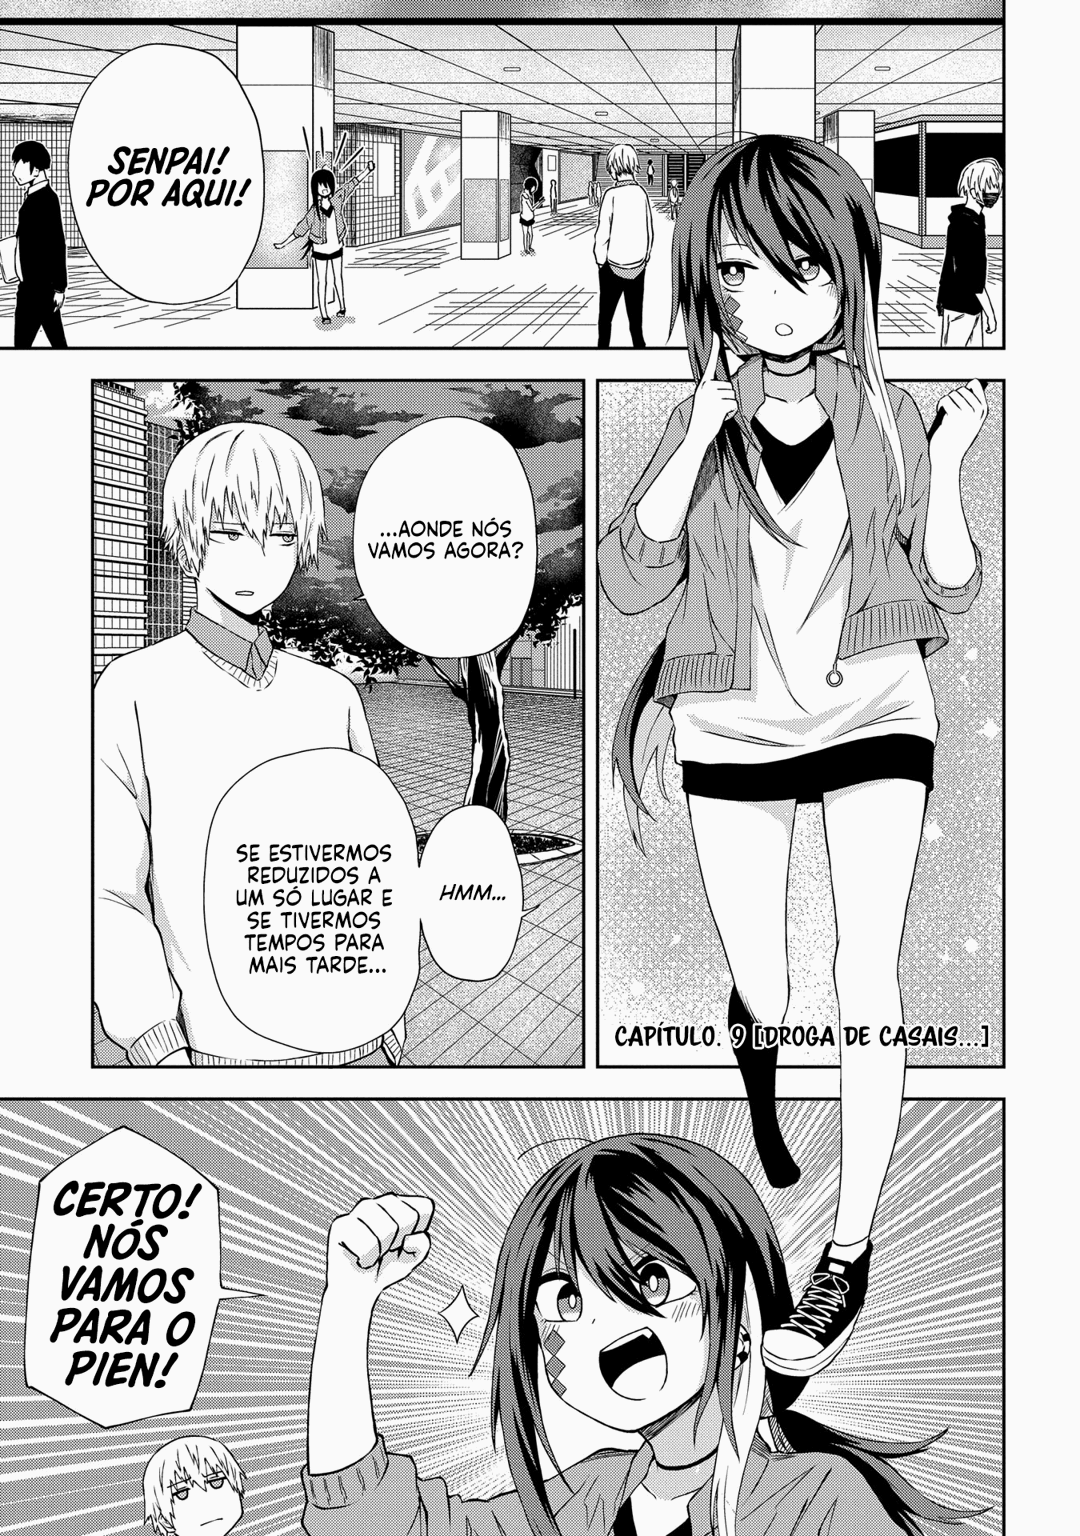 SENPAI!
POR AQUI!
...AONDE NÓS
VAMOS AGORA?
HMM...
SE ESTIVERMOS
REDUZIDOS A
UM SÓ LUGAR E
SE TIVERMOS
TEMPOS PARA
MAIS TARDE...
CAPÍTULO. 9 [DROGA DE CASAIS...]
CERTO!
NÓS
VAMOS
PARA O
PIEN!